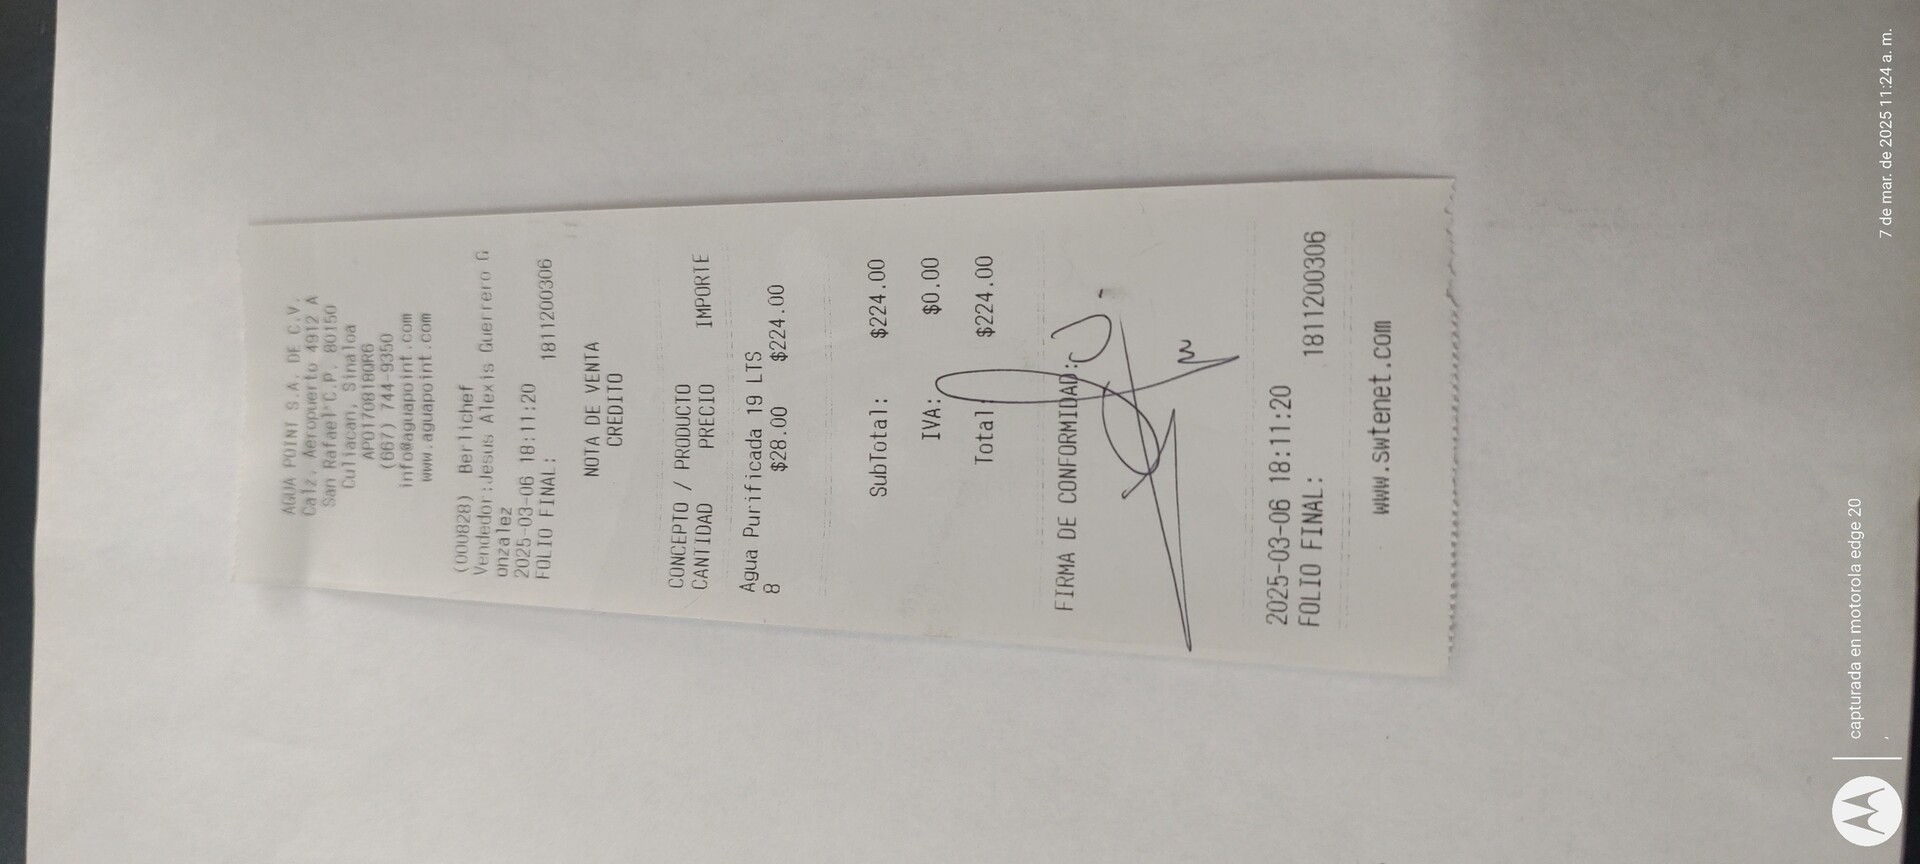 AGUA POINT S.A. DE C.V.
Calz. Aeropuerto 4912 A
San Rafael C.P. 80150
Culiacan, Sinaloa
APO170818QR6
(667) 744-9350
info@aguapoint.com
www.aguapoint.com
(000828) Berlichef
Vendedor:Jesus Alexis Guerrero G
onzalez
2025-03-06 18:11:20
FOLIO FINAL: 1811200306
NOTA DE VENTA
CREDITO
CONCEPTO / PRODUCTO
CANTIDAD PRECIO IMPORTE
Agua Purificada 19 LTS
8 $28.00 $224.00
SubTotal: $224.00
IVA: $0.00
Total: $224.00
FIRMA DE CONFORMIDAD:
2025-03-06 18:11:20
FOLIO FINAL: 1811200306
www.swtenet.com
capturada en motorola edge 20
7 de mar. de 2025 11:24 a. m.